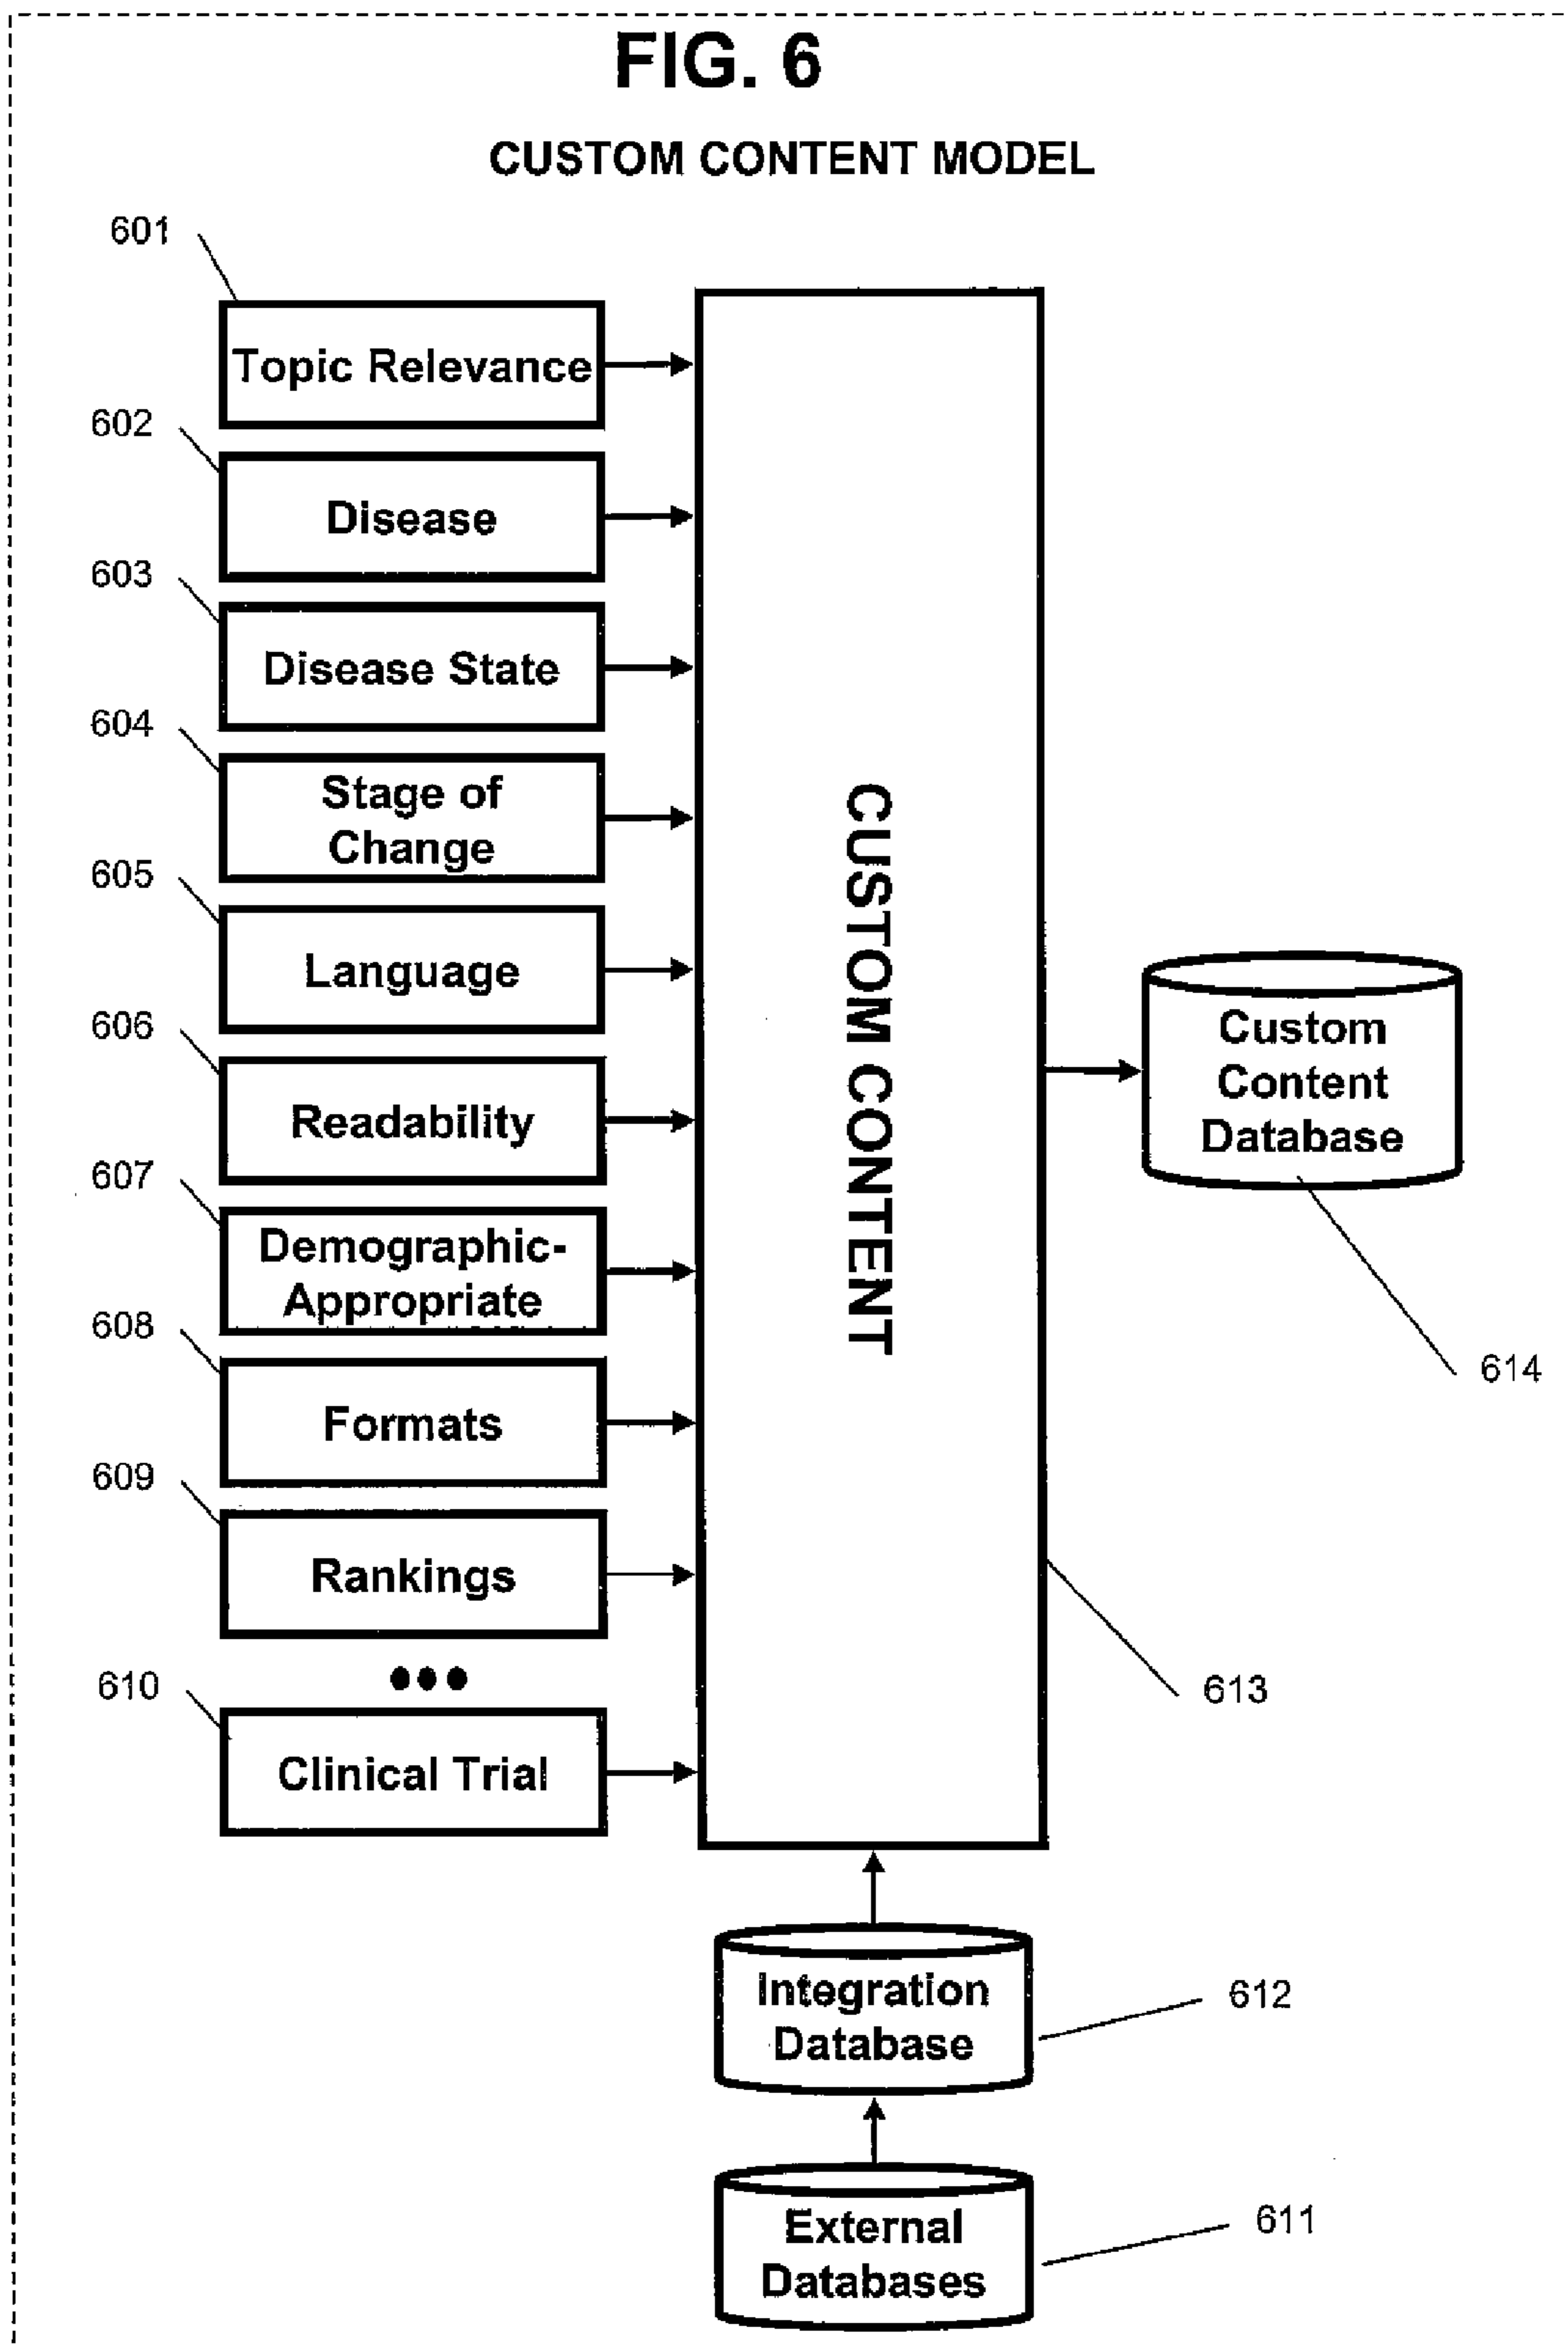 FIG. 6
CUSTOM CONTENT MODEL
601
Topic Relevance
602
Disease
603
Disease State
604
Stage of
Change
605
Language
606
Readability
607
Demographic-
Appropriate
608
Formats
609
Rankings
610
Clinical Trial
CUSTOM CONTENT
Custom
Content
Database
614
613
Integration
Database
612
External
Databases
611